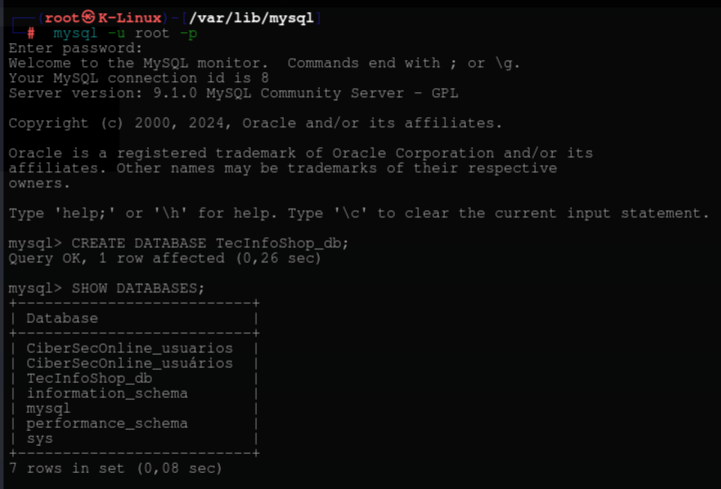 (root㉿K-Linux)-[/var/lib/mysql]
# mysql -u root -p
Enter password:
Welcome to the MySQL monitor.  Commands end with ; or \g.
Your MySQL connection id is 8
Server version: 9.1.0 MySQL Community Server - GPL

Copyright (c) 2000, 2024, Oracle and/or its affiliates.

Oracle is a registered trademark of Oracle Corporation and/or its
affiliates. Other names may be trademarks of their respective
owners.

Type 'help;' or '\h' for help. Type '\c' to clear the current input statement.

mysql> CREATE DATABASE TecInfoShop_db;
Query OK, 1 row affected (0,26 sec)

mysql> SHOW DATABASES;
+--------------------------+
| Database                 |
+--------------------------+
| CiberSecOnline_usuarios  |
| CiberSecOnline_usuários  |
| TecInfoShop_db           |
| information_schema       |
| mysql                    |
| performance_schema       |
| sys                      |
+--------------------------+
7 rows in set (0,08 sec)